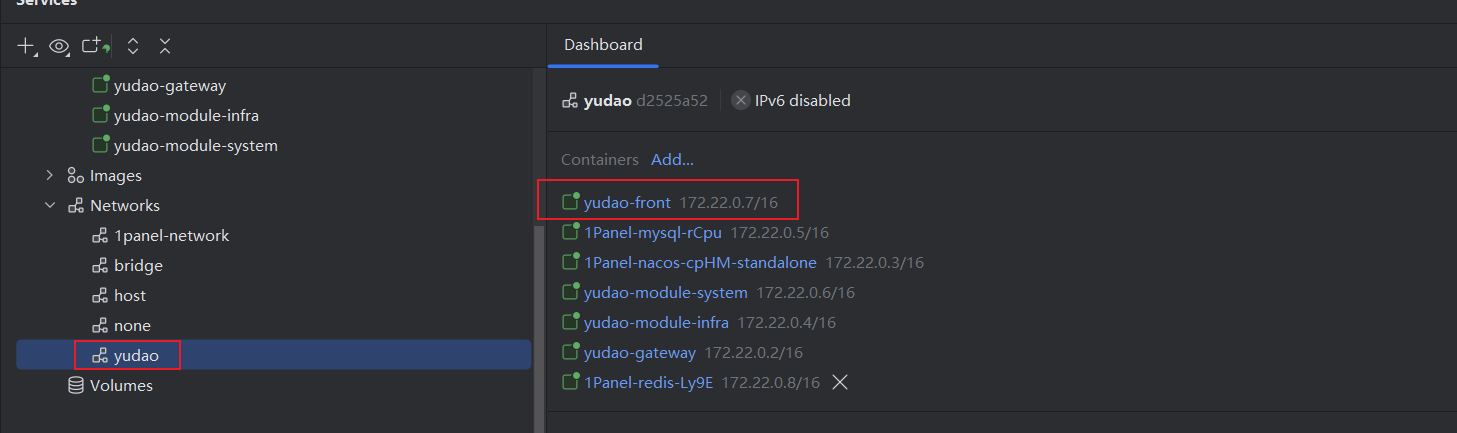 Services
yudao-gateway
yudao-module-infra
yudao-module-system
Images
Networks
1panel-network
bridge
host
none
yudao
Volumes
Dashboard
yudao d2525a52 IPv6 disabled
Containers Add...
yudao-front 172.22.0.7/16
1Panel-mysql-rCpu 172.22.0.5/16
1Panel-nacos-cpHM-standalone 172.22.0.3/16
yudao-module-system 172.22.0.6/16
yudao-module-infra 172.22.0.4/16
yudao-gateway 172.22.0.2/16
1Panel-redis-Ly9E 172.22.0.8/16